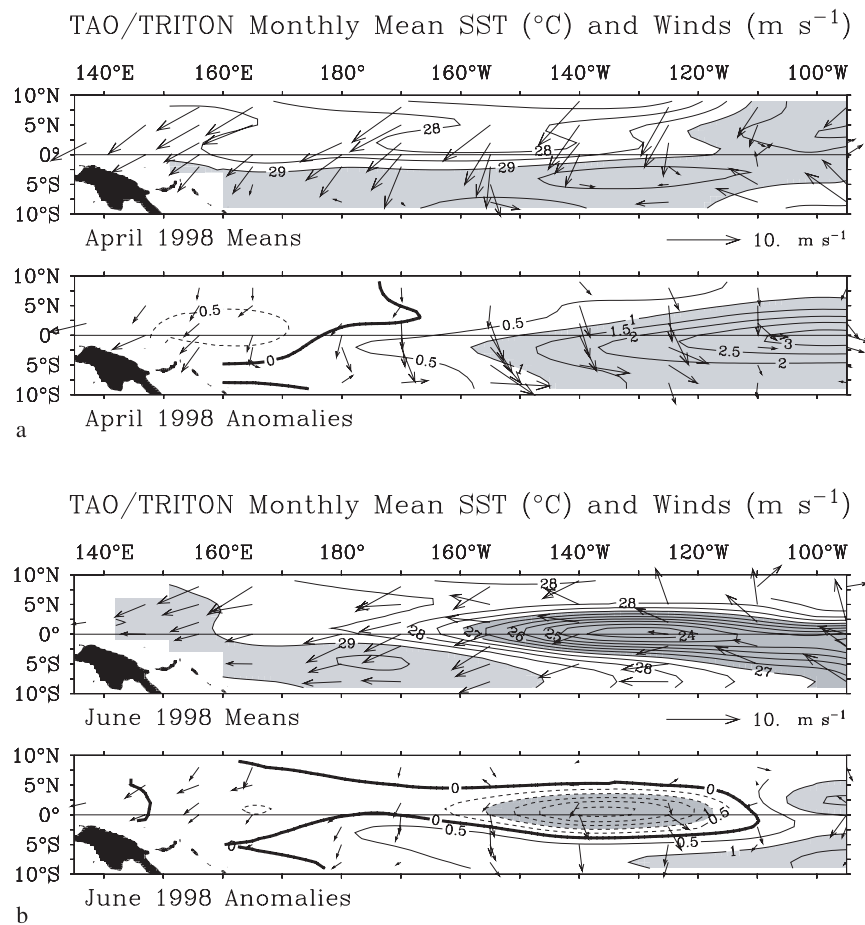 TAO/TRITON Monthly Mean SST (°C) and Winds (m s⁻¹)
140°E 160°E 180° 160°W 140°W 120°W 100°W
10°N
5°N
0°
5°S
10°S
28
28
29
29
April 1998 Means
10. m s⁻¹
10°N
5°N
0°
5°S
10°S
0.5
0
0.5
0.5
1
1
1.5
2
2.5
3
2
April 1998 Anomalies
a
TAO/TRITON Monthly Mean SST (°C) and Winds (m s⁻¹)
140°E 160°E 180° 160°W 140°W 120°W 100°W
10°N
5°N
0°
5°S
10°S
28
28
29
28
27
26
25
24
28
27
June 1998 Means
10. m s⁻¹
10°N
5°N
0°
5°S
10°S
0
0
0
0
0.5
0.5
0.5
1
June 1998 Anomalies
b